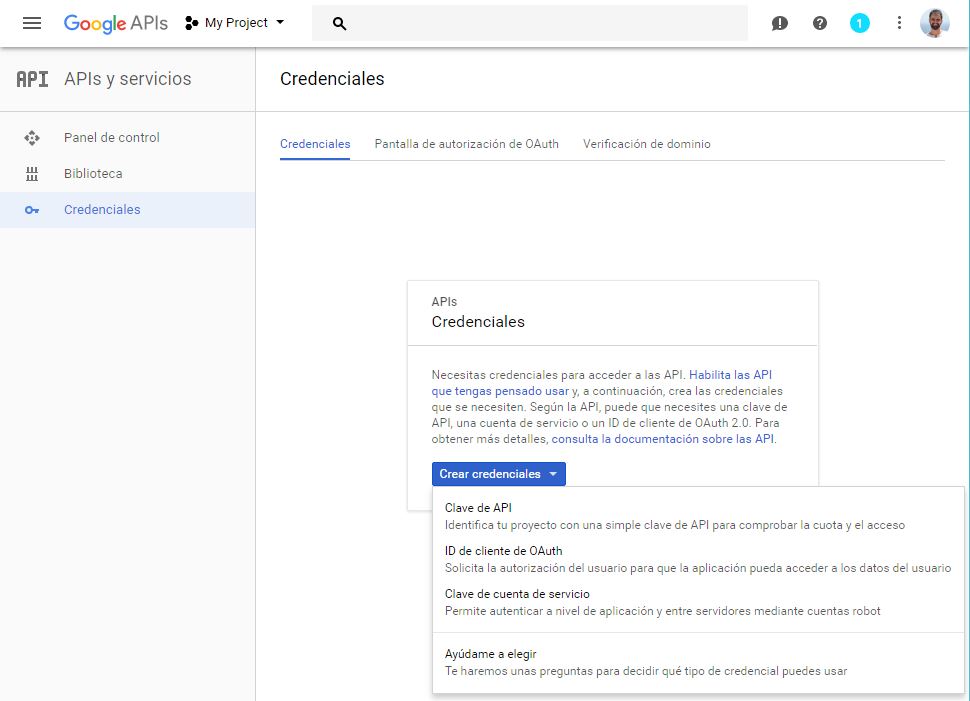 Google APIs
My Project
1
API APIs y servicios
Credenciales
Panel de control
Biblioteca
Credenciales
Credenciales Pantalla de autorización de OAuth Verificación de dominio
APIs
Credenciales
Necesitas credenciales para acceder a las API. Habilita las API
que tengas pensado usar y, a continuación, crea las credenciales
que se necesiten. Según la API, puede que necesites una clave de
API, una cuenta de servicio o un ID de cliente de OAuth 2.0. Para
obtener más detalles, consulta la documentación sobre las API.
Crear credenciales
Clave de API
Identifica tu proyecto con una simple clave de API para comprobar la cuota y el acceso
ID de cliente de OAuth
Solicita la autorización del usuario para que la aplicación pueda acceder a los datos del usuario
Clave de cuenta de servicio
Permite autenticar a nivel de aplicación y entre servidores mediante cuentas robot
Ayúdame a elegir
Te haremos unas preguntas para decidir qué tipo de credencial puedes usar